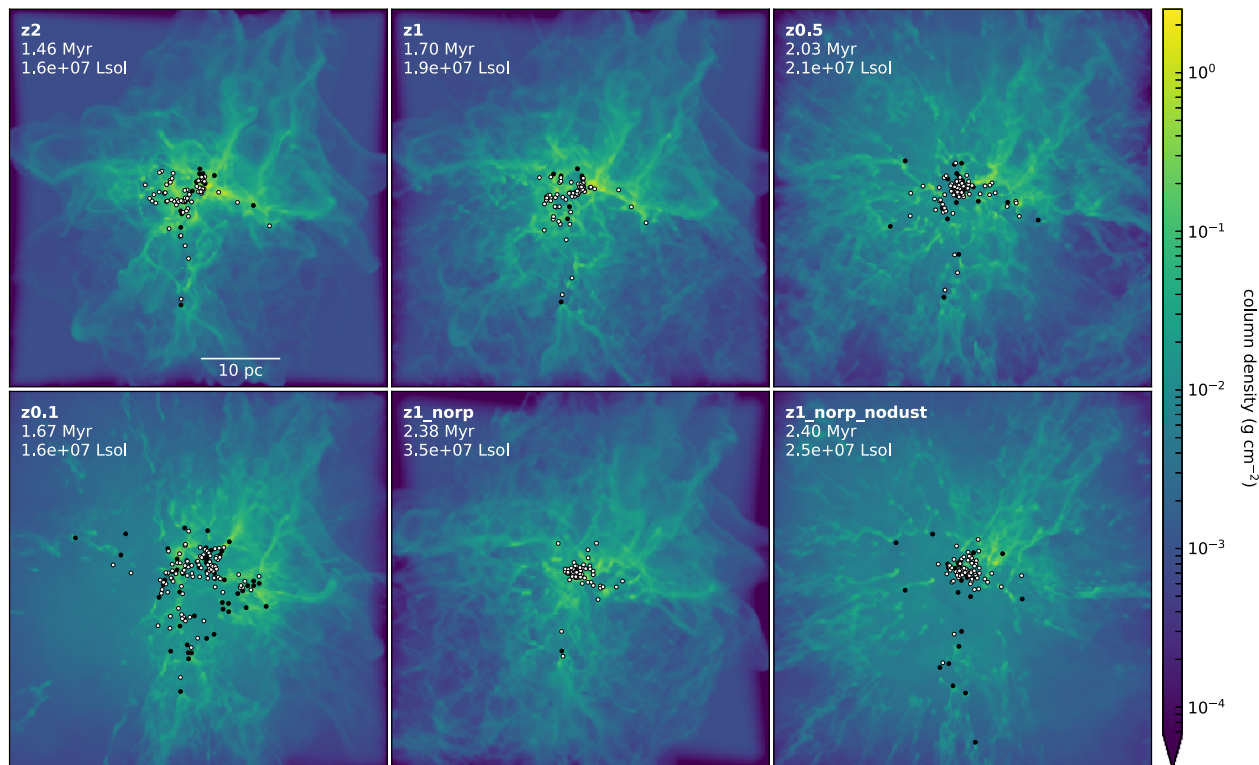 z2
1.46 Myr
1.6e+07 Lsol
10 pc
z1
1.70 Myr
1.9e+07 Lsol
z0.5
2.03 Myr
2.1e+07 Lsol
z0.1
1.67 Myr
1.6e+07 Lsol
z1_norp
2.38 Myr
3.5e+07 Lsol
z1_norp_nodust
2.40 Myr
2.5e+07 Lsol
10⁰
10⁻¹
10⁻²
10⁻³
10⁻⁴
column density (g cm⁻²)